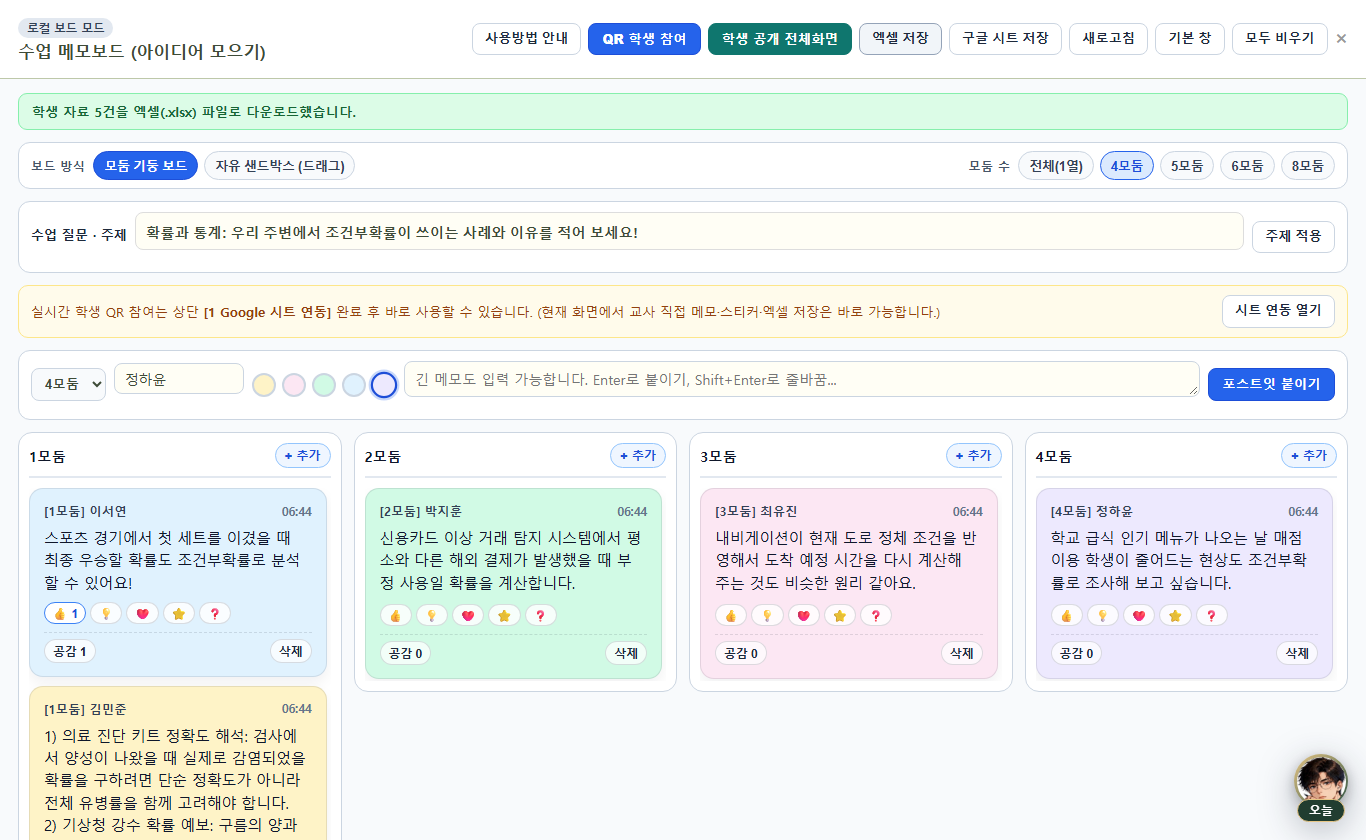 로컬 보드 모드
수업 메모보드 (아이디어 모으기)
사용방법 안내
QR 학생 참여
학생 공개 전체화면
엑셀 저장
구글 시트 저장
새로고침
기본 창
모두 비우기
×
학생 자료 5건을 엑셀(.xlsx) 파일로 다운로드했습니다.
보드 방식
모둠 기둥 보드
자유 샌드박스 (드래그)
모둠 수
전체(1열)
4모둠
5모둠
6모둠
8모둠
수업 질문 · 주제
확률과 통계: 우리 주변에서 조건부확률이 쓰이는 사례와 이유를 적어 보세요!
주제 적용
실시간 학생 QR 참여는 상단 [1 Google 시트 연동] 완료 후 바로 사용할 수 있습니다. (현재 화면에서 교사 직접 메모·스티커·엑셀 저장은 바로 가능합니다.)
시트 연동 열기
4모둠
정하윤
긴 메모도 입력 가능합니다. Enter로 붙이기, Shift+Enter로 줄바꿈...
포스트잇 붙이기
1모둠
+ 추가
[1모둠] 이서연
06:44
스포츠 경기에서 첫 세트를 이겼을 때
최종 우승할 확률도 조건부확률로 분석
할 수 있어요!
👍 1
💡
❤️
⭐
❓
공감 1
삭제
[1모둠] 김민준
06:44
1) 의료 진단 키트 정확도 해석: 검사에
서 양성이 나왔을 때 실제로 감염되었을
확률을 구하려면 단순 정확도가 아니라
전체 유병률을 함께 고려해야 합니다.
2) 기상청 강수 확률 예보: 구름의 양과
2모둠
+ 추가
[2모둠] 박지훈
06:44
신용카드 이상 거래 탐지 시스템에서 평
소와 다른 해외 결제가 발생했을 때 부
정 사용일 확률을 계산합니다.
👍
💡
❤️
⭐
❓
공감 0
삭제
3모둠
+ 추가
[3모둠] 최유진
06:44
내비게이션이 현재 도로 정체 조건을 반
영해서 도착 예정 시간을 다시 계산해
주는 것도 비슷한 원리 같아요.
👍
💡
❤️
⭐
❓
공감 0
삭제
4모둠
+ 추가
[4모둠] 정하윤
06:44
학교 급식 인기 메뉴가 나오는 날 매점
이용 학생이 줄어드는 현상도 조건부확
률로 조사해 보고 싶습니다.
👍
💡
❤️
⭐
❓
공감 0
삭제
오늘